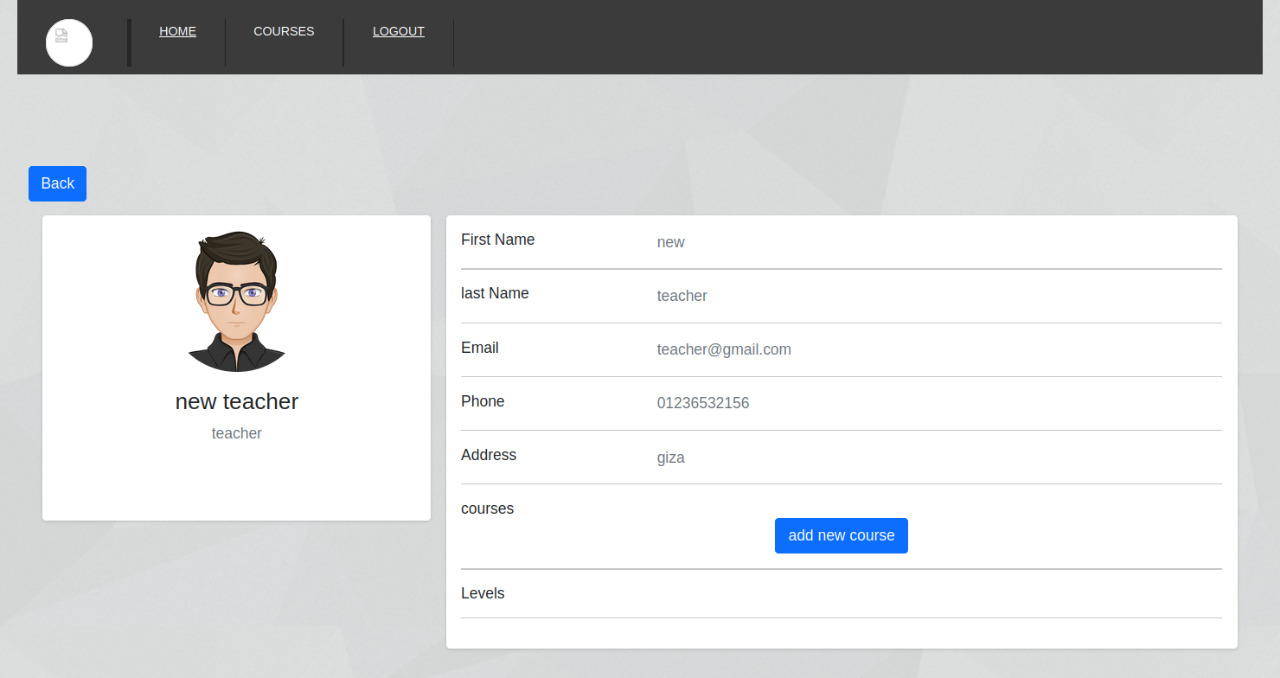 HOME
COURSES
LOGOUT
Back
new teacher
teacher
First Name
new
last Name
teacher
Email
teacher@gmail.com
Phone
01236532156
Address
giza
courses
add new course
Levels